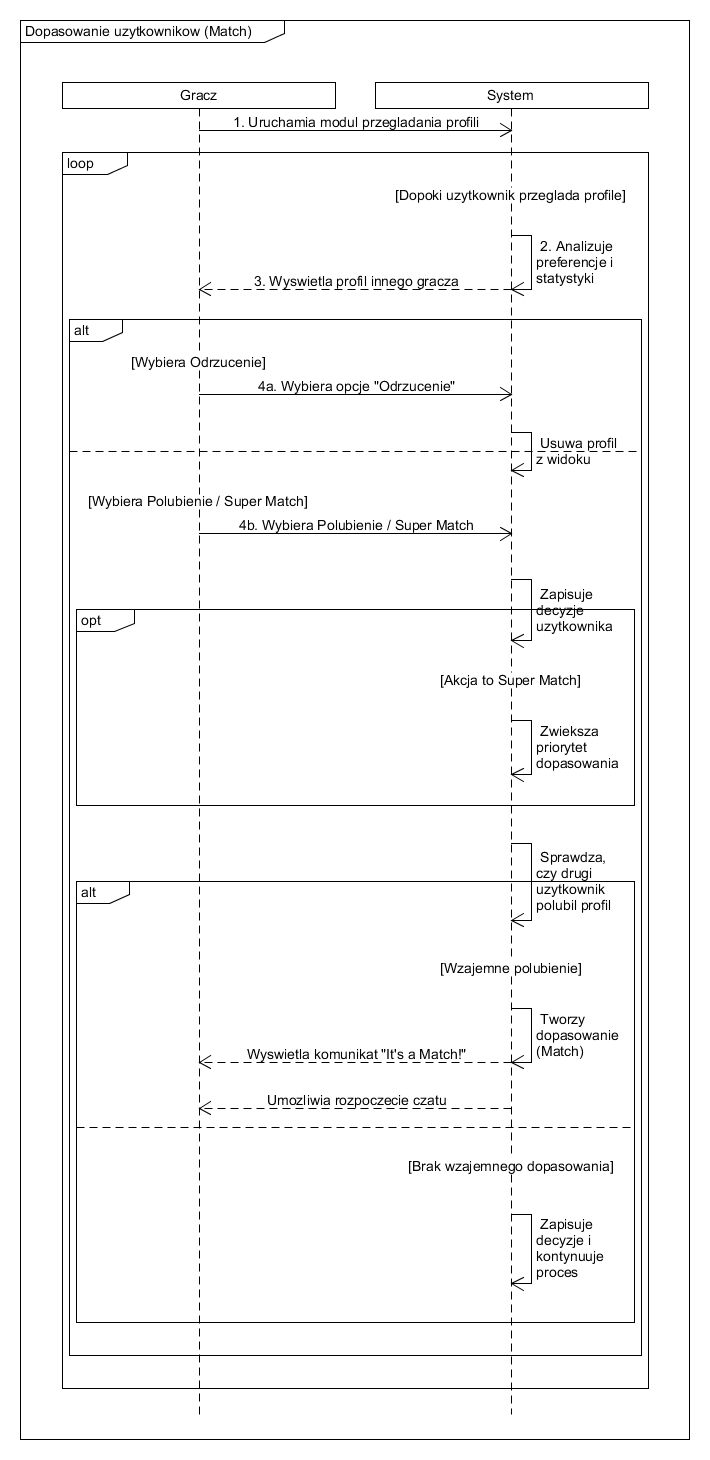 Dopasowanie uzytkownikow (Match)
Gracz
System
1. Uruchamia modul przegladania profili
loop
[Dopoki uzytkownik przeglada profile]
2. Analizuje
preferencje i
statystyki
3. Wyswietla profil innego gracza
alt
[Wybiera Odrzucenie]
4a. Wybiera opcje "Odrzucenie"
Usuwa profil
z widoku
[Wybiera Polubienie / Super Match]
4b. Wybiera Polubienie / Super Match
Zapisuje
decyzje
uzytkownika
opt
[Akcja to Super Match]
Zwieksza
priorytet
dopasowania
Sprawdza,
czy drugi
uzytkownik
polubil profil
alt
[Wzajemne polubienie]
Tworzy
dopasowanie
(Match)
Wyswietla komunikat "It's a Match!"
Umozliwia rozpoczecie czatu
[Brak wzajemnego dopasowania]
Zapisuje
decyzje i
kontynuuje
proces